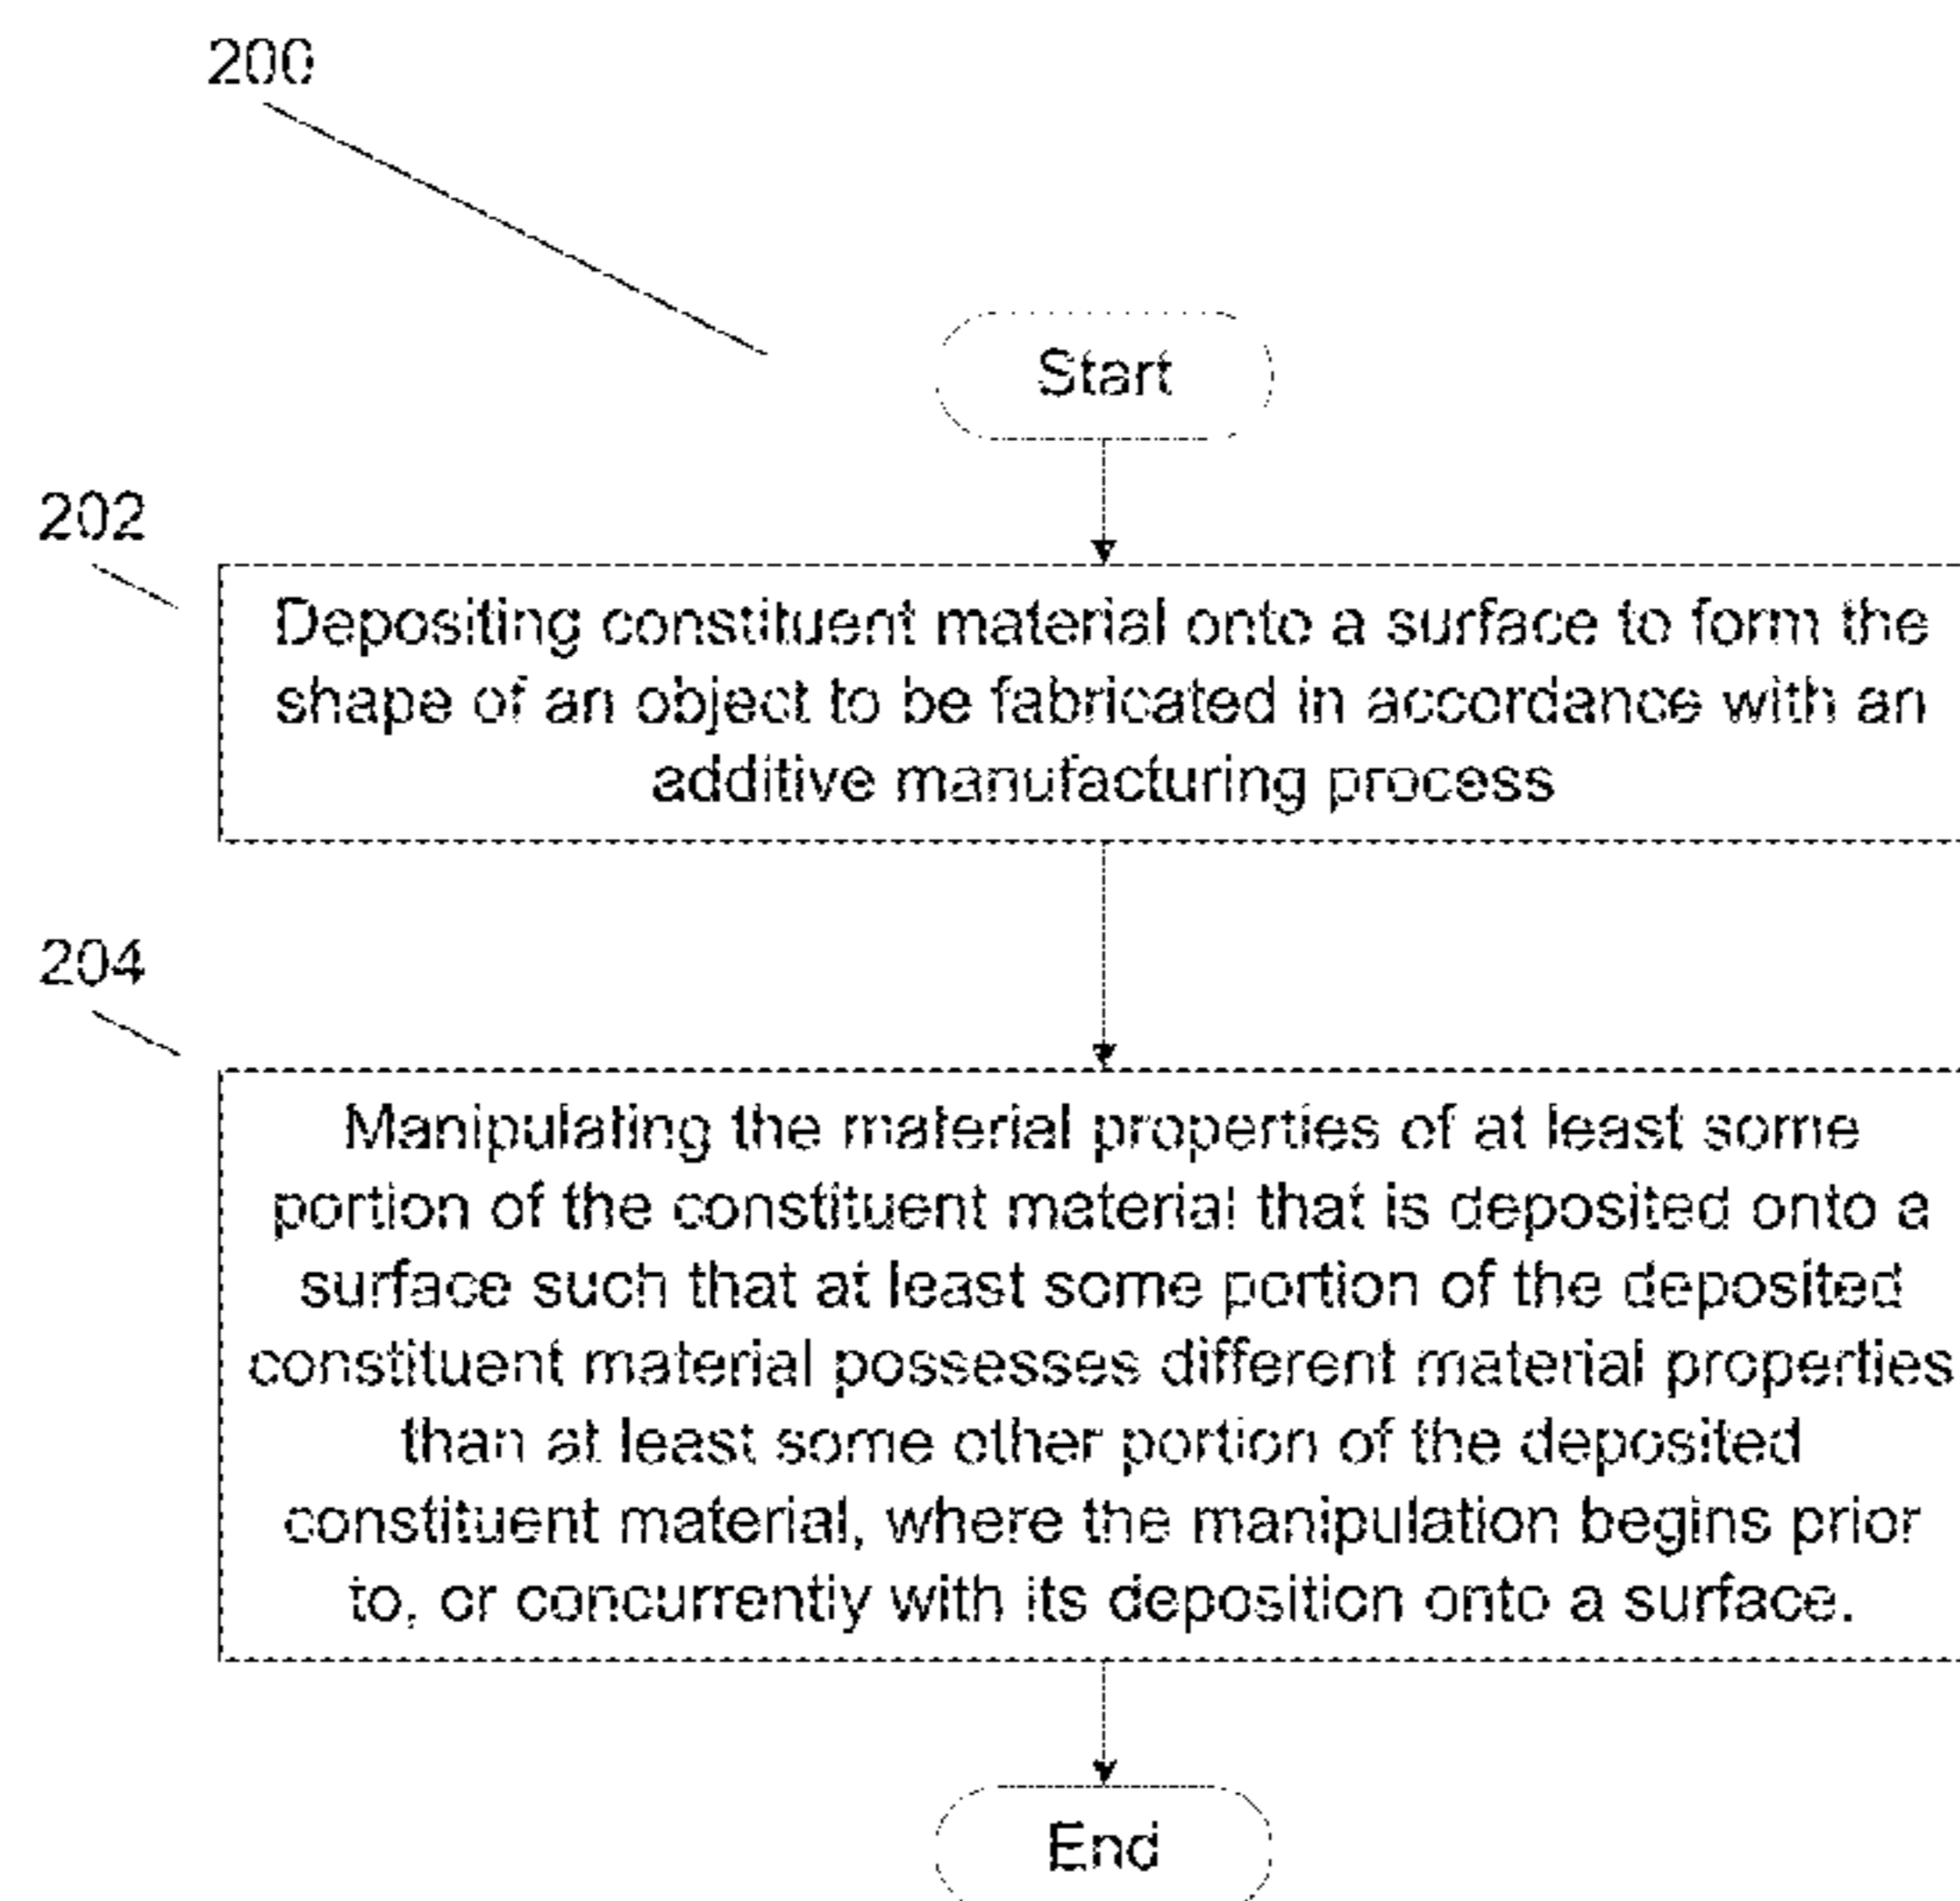 200
Start
202
Depositing constituent material onto a surface to form the
shape of an object to be fabricated in accordance with an
additive manufacturing process
204
Manipulating the material properties of at least some
portion of the constituent material that is deposited onto a
surface such that at least some portion of the deposited
constituent material possesses different material properties
than at least some other portion of the deposited
constituent material, where the manipulation begins prior
to, or concurrently with its deposition onto a surface.
End